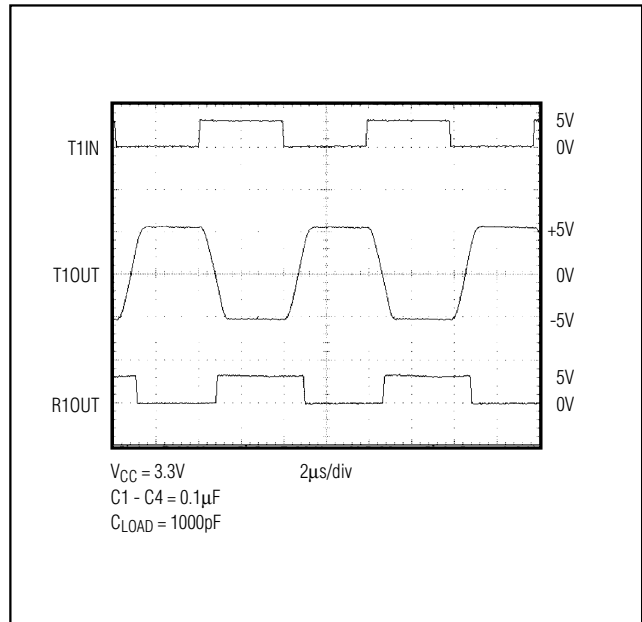 T1IN
5V
0V
T1OUT
+5V
0V
-5V
R1OUT
5V
0V
VCC = 3.3V
2μs/div
C1 - C4 = 0.1μF
CLOAD = 1000pF